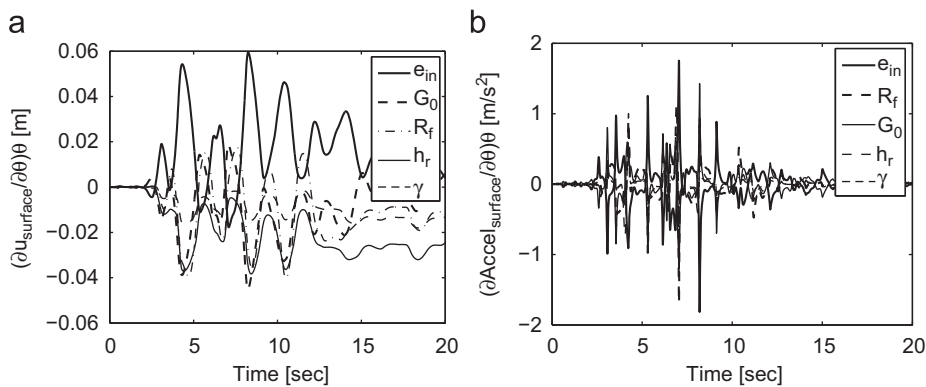 a
0.06
0.04
0.02
0
−0.02
−0.04
−0.06
0
5
10
15
20
(∂u_surface/∂θ)θ [m]
Time [sec]
e_in
G_0
R_f
h_r
γ
b
2
1
0
−1
−2
0
5
10
15
20
(∂Accel_surface/∂θ)θ [m/s²]
Time [sec]
e_in
R_f
G_0
h_r
γ